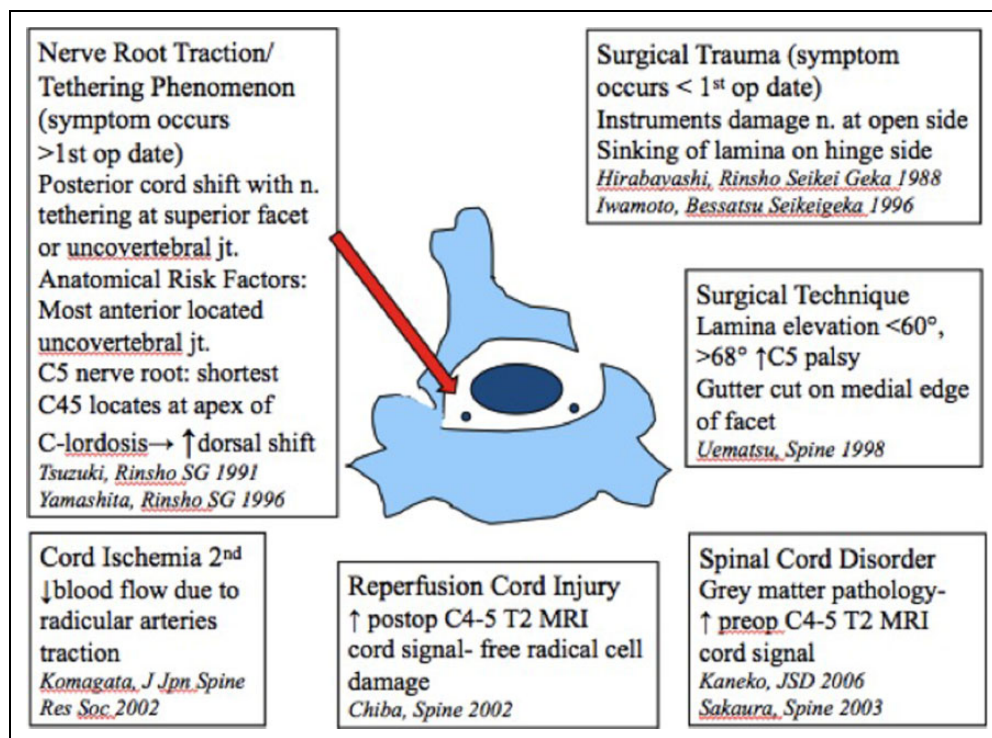 Nerve Root Traction/
Tethering Phenomenon
(symptom occurs
>1st op date)
Posterior cord shift with n.
tethering at superior facet
or uncovertebral jt.
Anatomical Risk Factors:
Most anterior located
uncovertebral jt.
C5 nerve root: shortest
C45 locates at apex of
C-lordosis→ ↑dorsal shift
Tsuzuki, Rinsho SG 1991
Yamashita, Rinsho SG 1996
Surgical Trauma (symptom
occurs < 1st op date)
Instruments damage n. at open side
Sinking of lamina on hinge side
Hirabayashi, Rinsho Seikei Geka 1988
Iwamoto, Bessatsu Seikeigeka 1996
Surgical Technique
Lamina elevation <60°,
>68° ↑C5 palsy
Gutter cut on medial edge
of facet
Uematsu, Spine 1998
Cord Ischemia 2nd
↓blood flow due to
radicular arteries
traction
Komagata, J Jpn Spine
Res Soc 2002
Reperfusion Cord Injury
↑ postop C4-5 T2 MRI
cord signal- free radical cell
damage
Chiba, Spine 2002
Spinal Cord Disorder
Grey matter pathology-
↑ preop C4-5 T2 MRI
cord signal
Kaneko, JSD 2006
Sakaura, Spine 2003